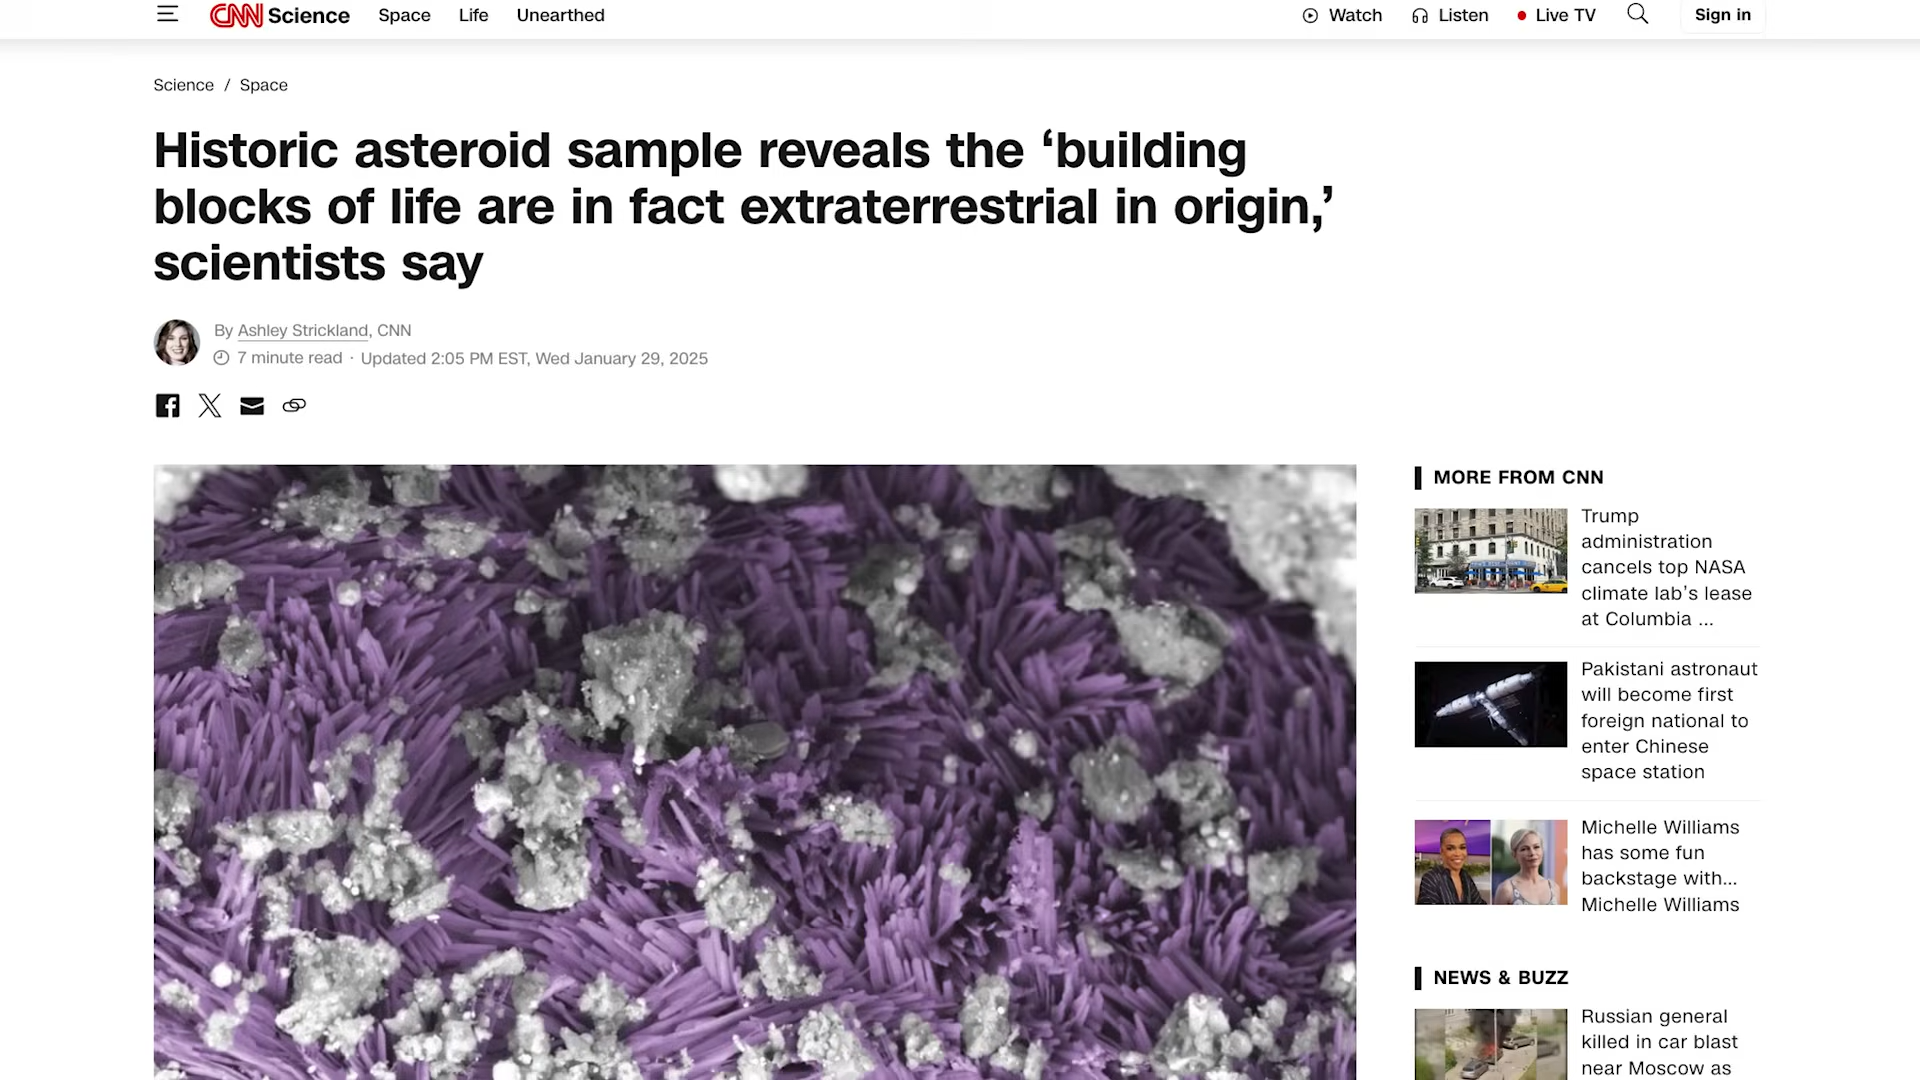 CNN Science Space Life Unearthed Watch Listen Live TV Sign in
Science / Space
Historic asteroid sample reveals the ‘building
blocks of life are in fact extraterrestrial in origin,’
scientists say
By Ashley Strickland, CNN
7 minute read · Updated 2:05 PM EST, Wed January 29, 2025
MORE FROM CNN
Trump
administration
cancels top NASA
climate lab’s lease
at Columbia ...
Pakistani astronaut
will become first
foreign national to
enter Chinese
space station
Michelle Williams
has some fun
backstage with...
Michelle Williams
NEWS & BUZZ
Russian general
killed in car blast
near Moscow as